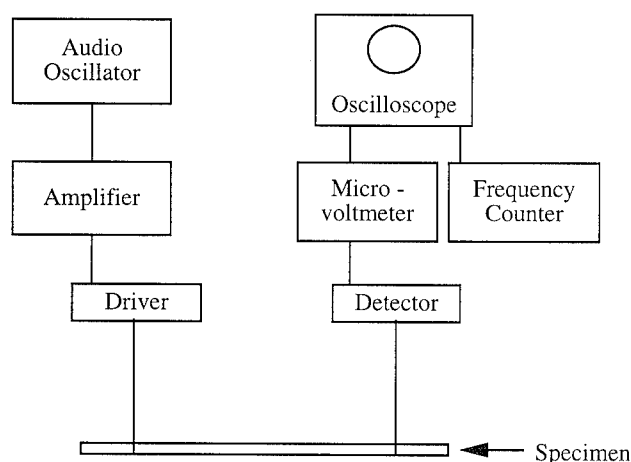 Audio
Oscillator
Oscilloscope
Amplifier
Micro -
voltmeter
Frequency
Counter
Driver
Detector
Specimen